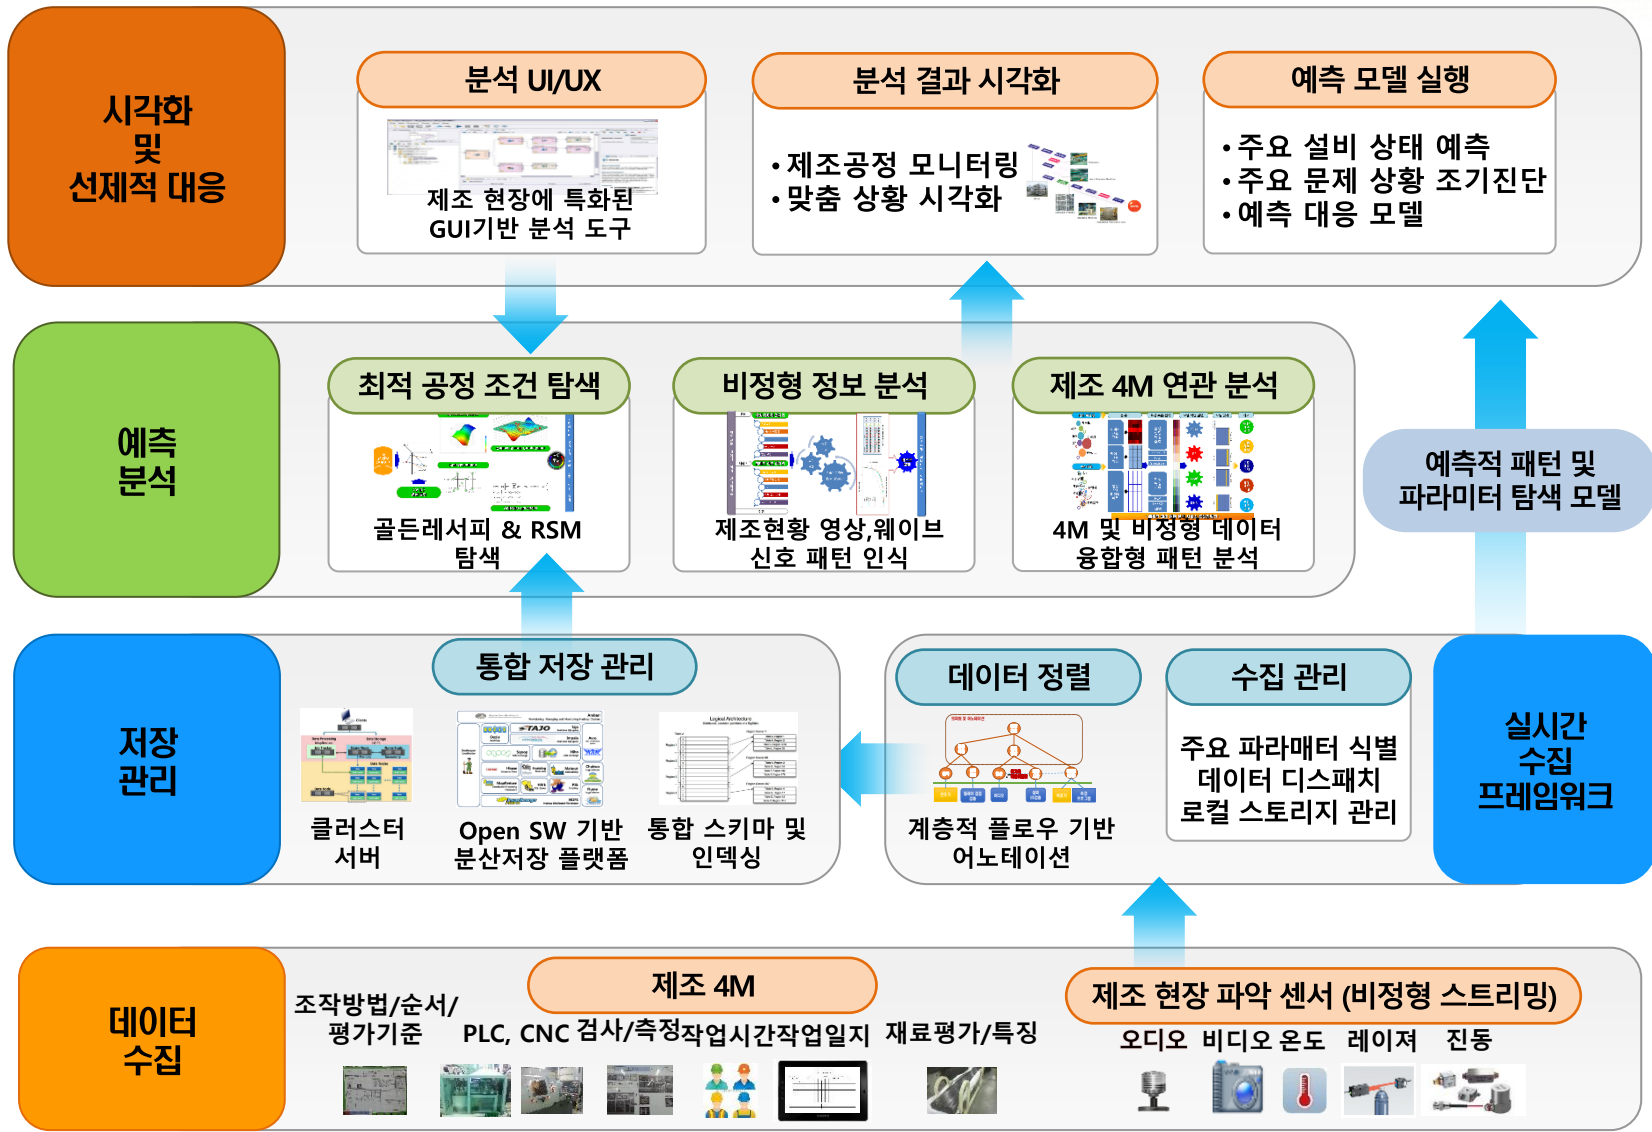 시각화
및
선제적 대응
분석 UI/UX
제조 현장에 특화된
GUI기반 분석 도구
분석 결과 시각화
• 제조공정 모니터링
• 맞춤 상황 시각화
예측 모델 실행
• 주요 설비 상태 예측
• 주요 문제 상황 조기진단
• 예측 대응 모델
예측
분석
최적 공정 조건 탐색
골든레서피 & RSM
탐색
비정형 정보 분석
제조현황 영상,웨이브
신호 패턴 인식
제조 4M 연관 분석
4M 및 비정형 데이터
융합형 패턴 분석
예측적 패턴 및
파라미터 탐색 모델
저장
관리
통합 저장 관리
클러스터
서버
TAJO
Open SW 기반
분산저장 플랫폼
Logical Architecture
통합 스키마 및
인덱싱
데이터 정렬
계층적 플로우 기반
어노테이션
수집 관리
주요 파라매터 식별
데이터 디스패치
로컬 스토리지 관리
실시간
수집
프레임워크
데이터
수집
제조 4M
조작방법/순서/
평가기준
PLC, CNC
검사/측정
작업시간
작업일지
재료평가/특징
제조 현장 파악 센서 (비정형 스트리밍)
오디오
비디오
온도
레이져
진동